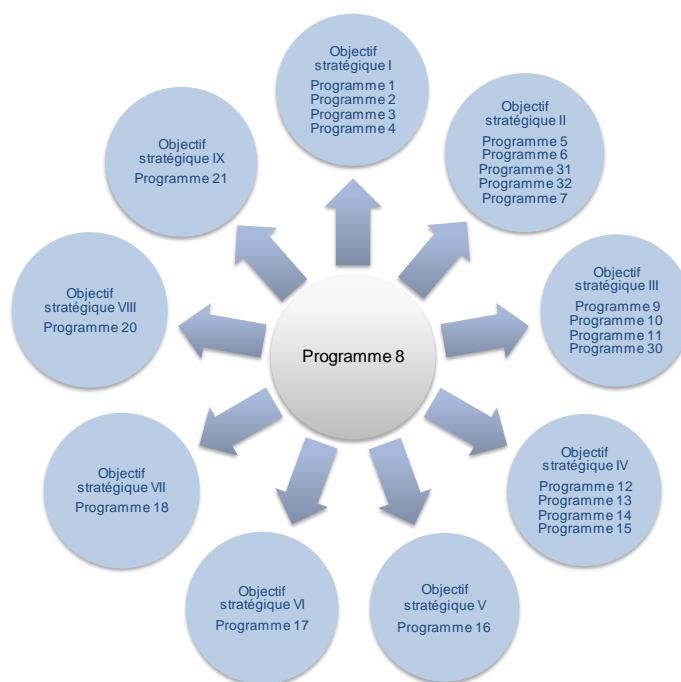 Objectif
stratégique I
Programme 1
Programme 2
Programme 3
Programme 4
Objectif
stratégique II
Programme 5
Programme 6
Programme 31
Programme 32
Programme 7
Objectif
stratégique III
Programme 9
Programme 10
Programme 11
Programme 30
Objectif
stratégique IV
Programme 12
Programme 13
Programme 14
Programme 15
Objectif
stratégique V
Programme 16
Objectif
stratégique VI
Programme 17
Objectif
stratégique VII
Programme 18
Objectif
stratégique VIII
Programme 20
Objectif
stratégique IX
Programme 21
Programme 8